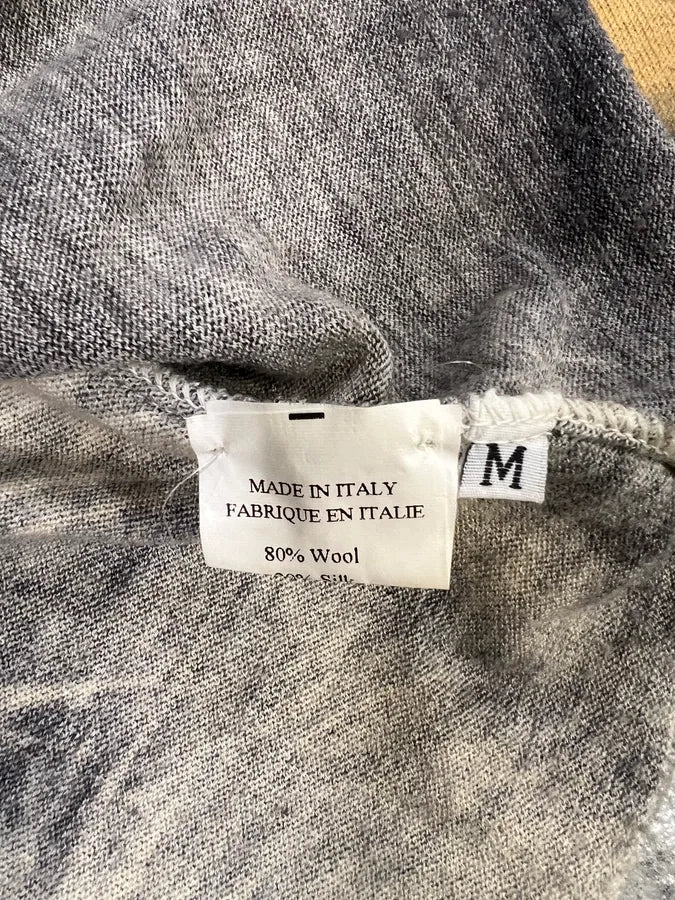 MADE IN ITALY
FABRIQUE EN ITALIE
80% Wool
M